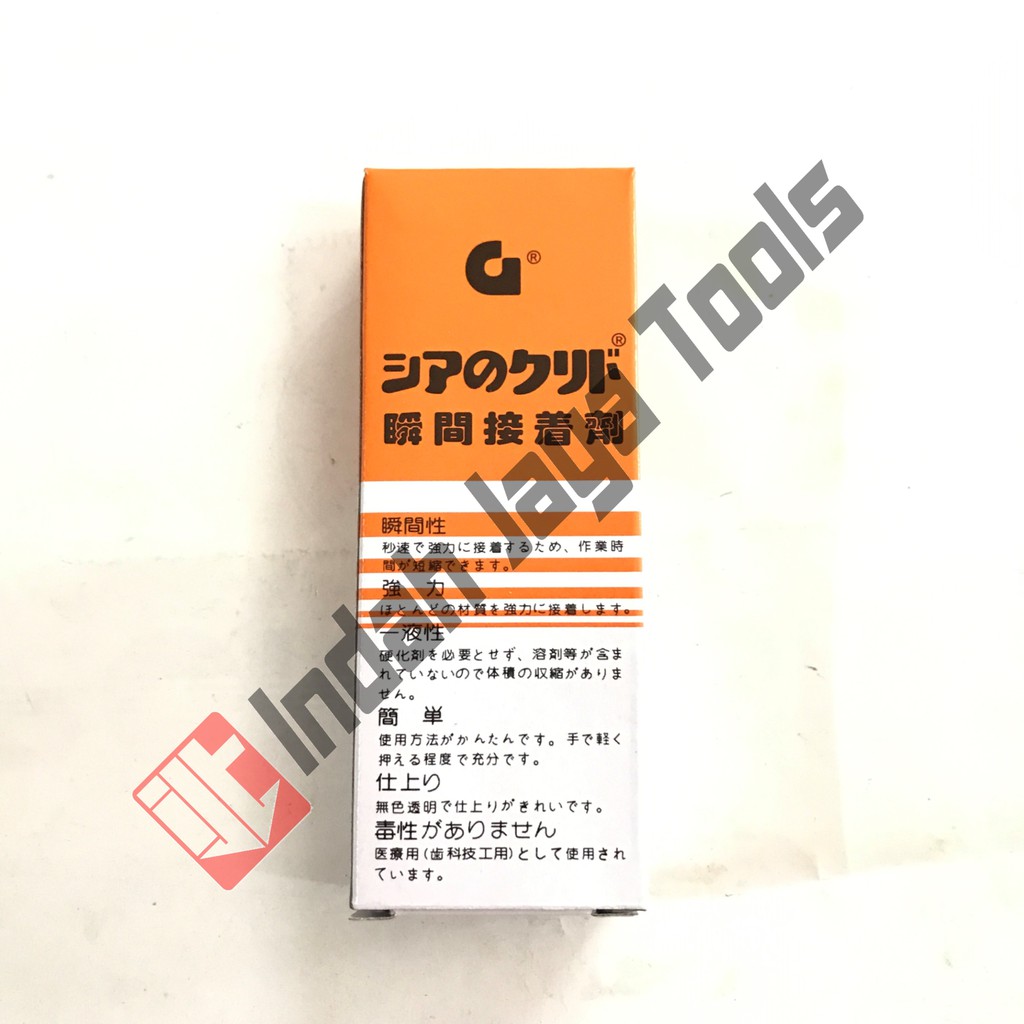 G®
シアのクリド®
瞬間接着剤
瞬間性
秒速で強力に接着するため、作業時
間が短縮できます。
強 力
ほとんどの材質を強力に接着します。
一液性
硬化剤を必要とせず、溶剤等が含ま
れていないので体積の収縮がありま
せん。
簡 単
使用方法がかんたんです。手で軽く
押える程度で充分です。
仕上り
無色透明で仕上りがきれいです。
毒性がありません
医療用(歯科技工用)として使用され
ています。
Indah Jaya Tools